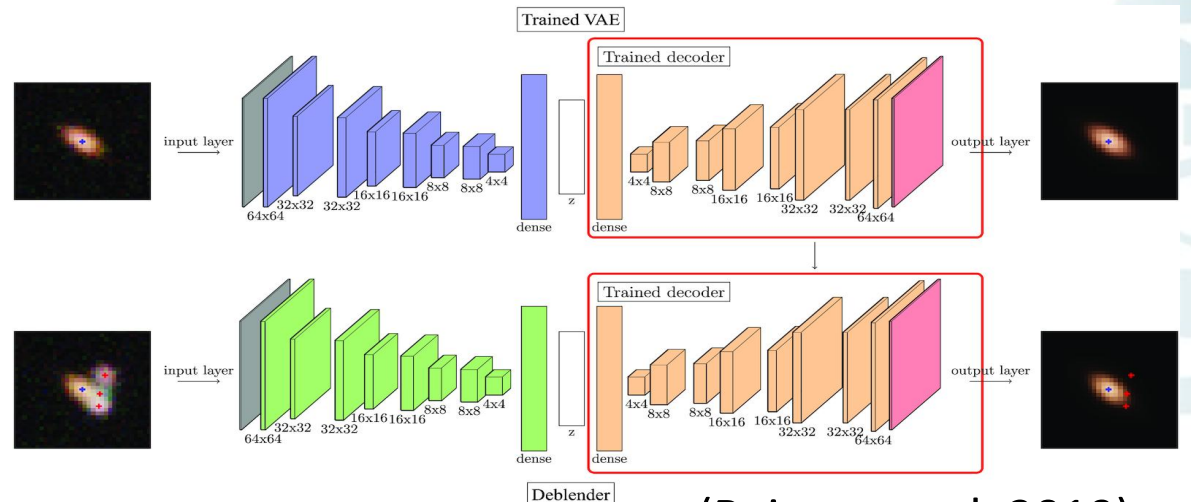 Trained VAE
Trained decoder
input layer
64x64
32x32
32x32
16x16
16x16
8x8
8x8
4x4
dense
z
dense
4x4
8x8
8x8
16x16
16x16
32x32
32x32
64x64
output layer
Trained decoder
input layer
64x64
32x32
32x32
16x16
16x16
8x8
8x8
4x4
dense
z
dense
4x4
8x8
8x8
16x16
16x16
32x32
32x32
64x64
output layer
Deblender